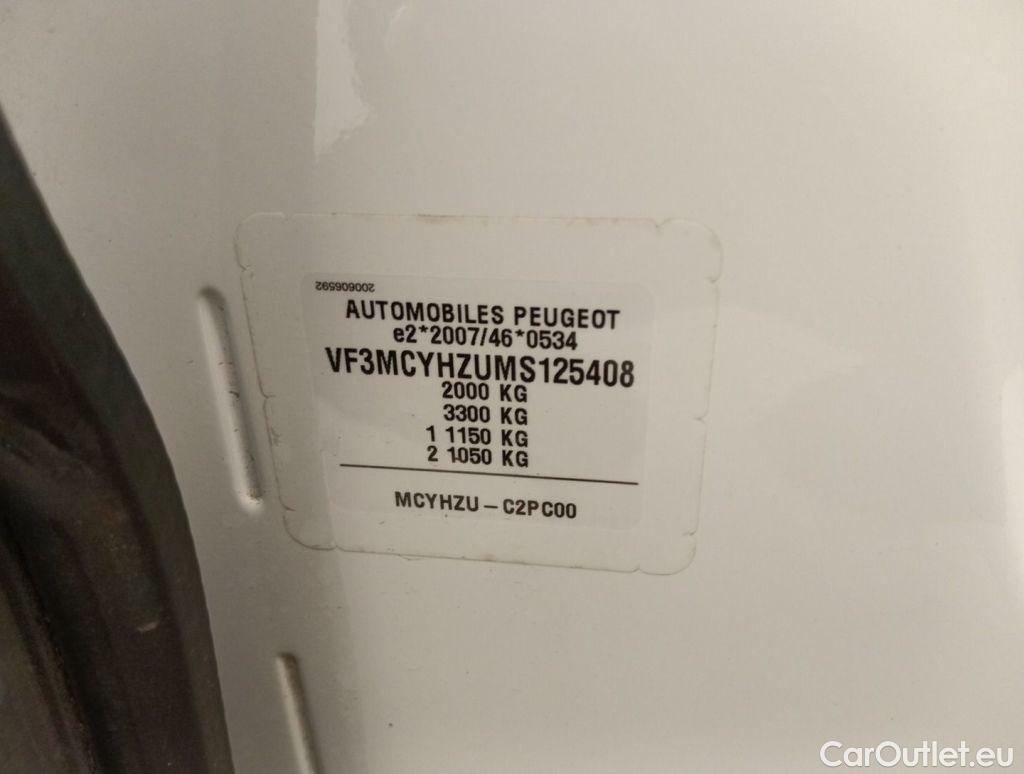 200606592
AUTOMOBILES PEUGEOT
e2*2007/46*0534
VF3MCYHZUMS125408
2000 KG
3300 KG
1 1150 KG
2 1050 KG
MCYHZU - C2PC00
CarOutlet.eu